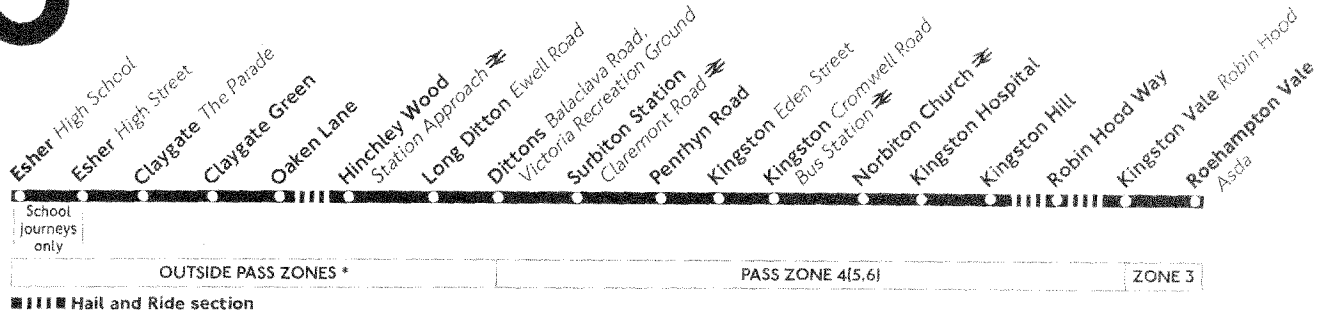 Esher High School
Esher High Street
Claygate The Parade
Claygate Green
Oaken Lane
Hinchley Wood
Station Approach
Long Ditton Ewell Road
Dittons Balaclava Road,
Victoria Recreation Ground
Surbiton Station
Claremont Road
Penrhyn Road
Kingston Eden Street
Kingston Cromwell Road
Bus Station
Norbiton Church
Kingston Hospital
Kingston Hill
Robin Hood Way
Kingston Vale Robin Hood
Roehampton Vale
Asda
School
journeys
only
OUTSIDE PASS ZONES *
PASS ZONE 4(5,6)
ZONE 3
Hail and Ride section